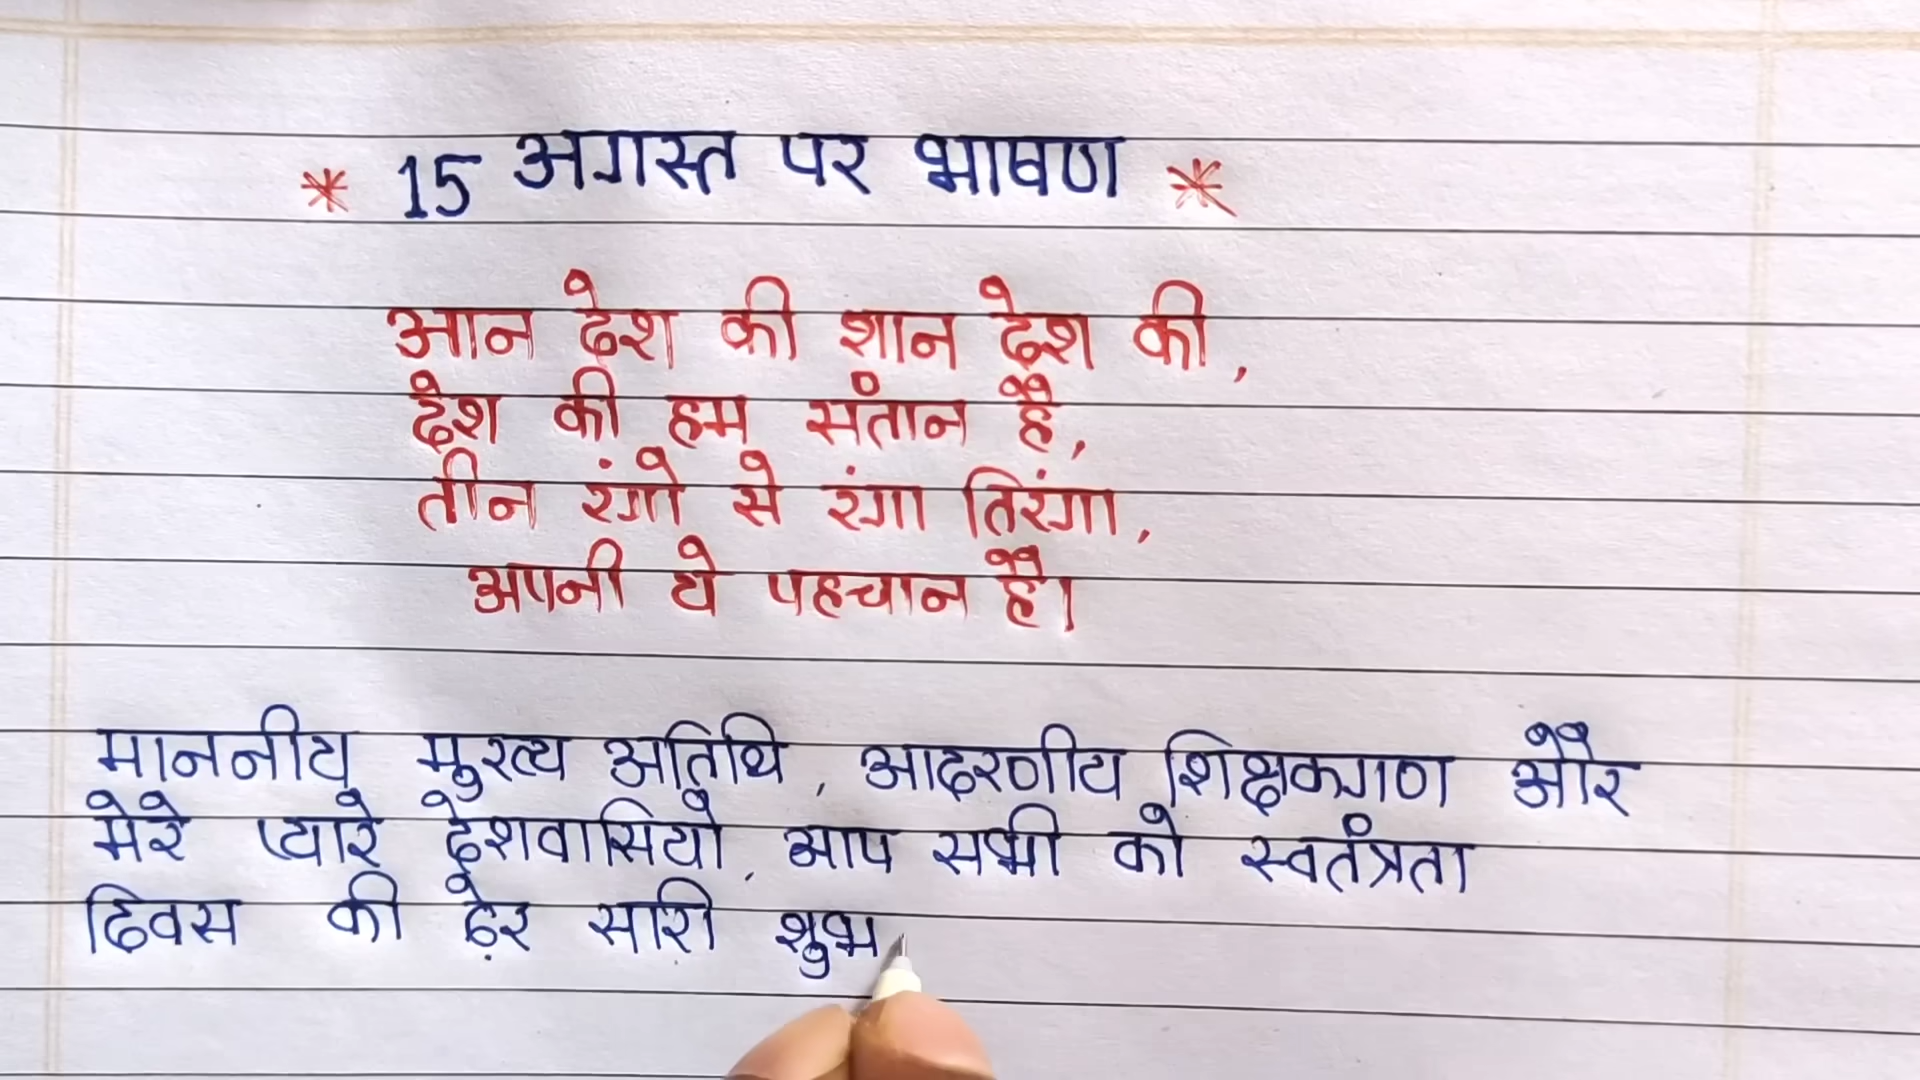 * 15 अगस्त पर भाषण *
आन देश की शान देश की,
देश की हम संतान है,
तीन रंगो से रंगा तिरंगा,
अपनी ये पहचान है।
माननीय मुख्य अतिथि, आदरणीय शिक्षकगण और
मेरे प्यारे देशवासियो, आप सभी को स्वतंत्रता
दिवस की ढ़ेर सारी शुभ